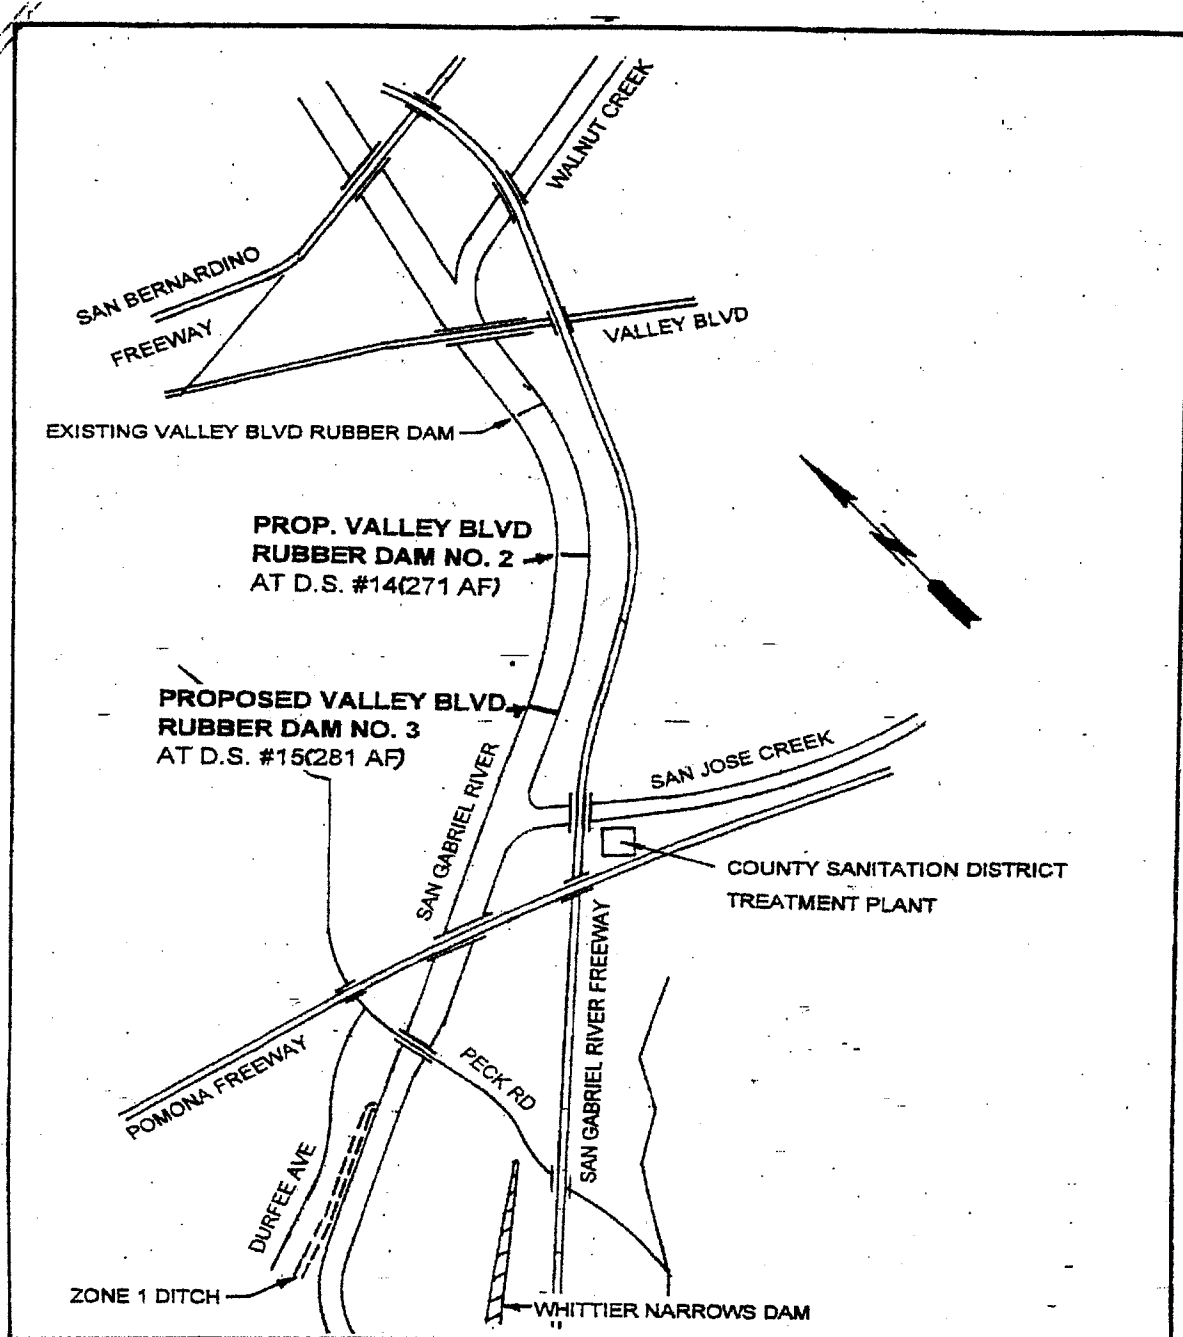 WALNUT CREEK
SAN BERNARDINO
FREEWAY
VALLEY BLVD
EXISTING VALLEY BLVD RUBBER DAM
PROP. VALLEY BLVD
RUBBER DAM NO. 2
AT D.S. #14(271 AF)
PROPOSED VALLEY BLVD
RUBBER DAM NO. 3
AT D.S. #15(281 AF)
SAN GABRIEL RIVER
SAN JOSE CREEK
COUNTY SANITATION DISTRICT
TREATMENT PLANT
SAN GABRIEL RIVER FREEWAY
POMONA FREEWAY
PECK RD
DURFEE AVE
ZONE 1 DITCH
WHITTIER NARROWS DAM